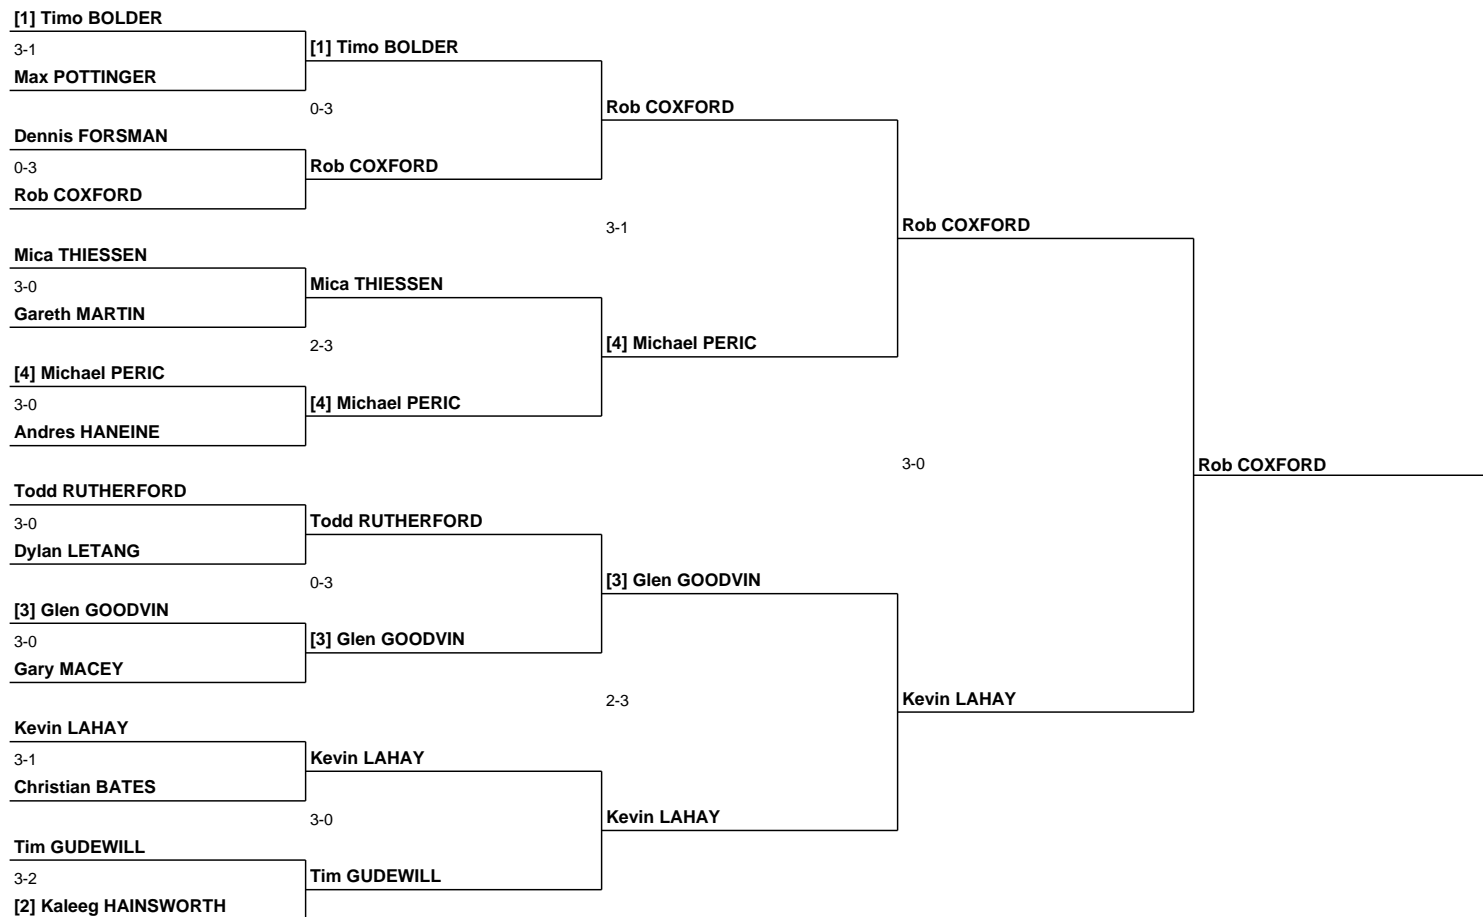 [1] Timo BOLDER
3-1
[1] Timo BOLDER
Max POTTINGER
0-3
Rob COXFORD
Dennis FORSMAN
0-3
Rob COXFORD
Rob COXFORD
3-1
Rob COXFORD
Mica THIESSEN
3-0
Mica THIESSEN
Gareth MARTIN
2-3
[4] Michael PERIC
[4] Michael PERIC
3-0
[4] Michael PERIC
Andres HANEINE
3-0
Rob COXFORD
Todd RUTHERFORD
3-0
Todd RUTHERFORD
Dylan LETANG
0-3
[3] Glen GOODVIN
[3] Glen GOODVIN
3-0
[3] Glen GOODVIN
Gary MACEY
2-3
Kevin LAHAY
Kevin LAHAY
3-1
Kevin LAHAY
Christian BATES
3-0
Kevin LAHAY
Tim GUDEWILL
3-2
Tim GUDEWILL
[2] Kaleeg HAINSWORTH